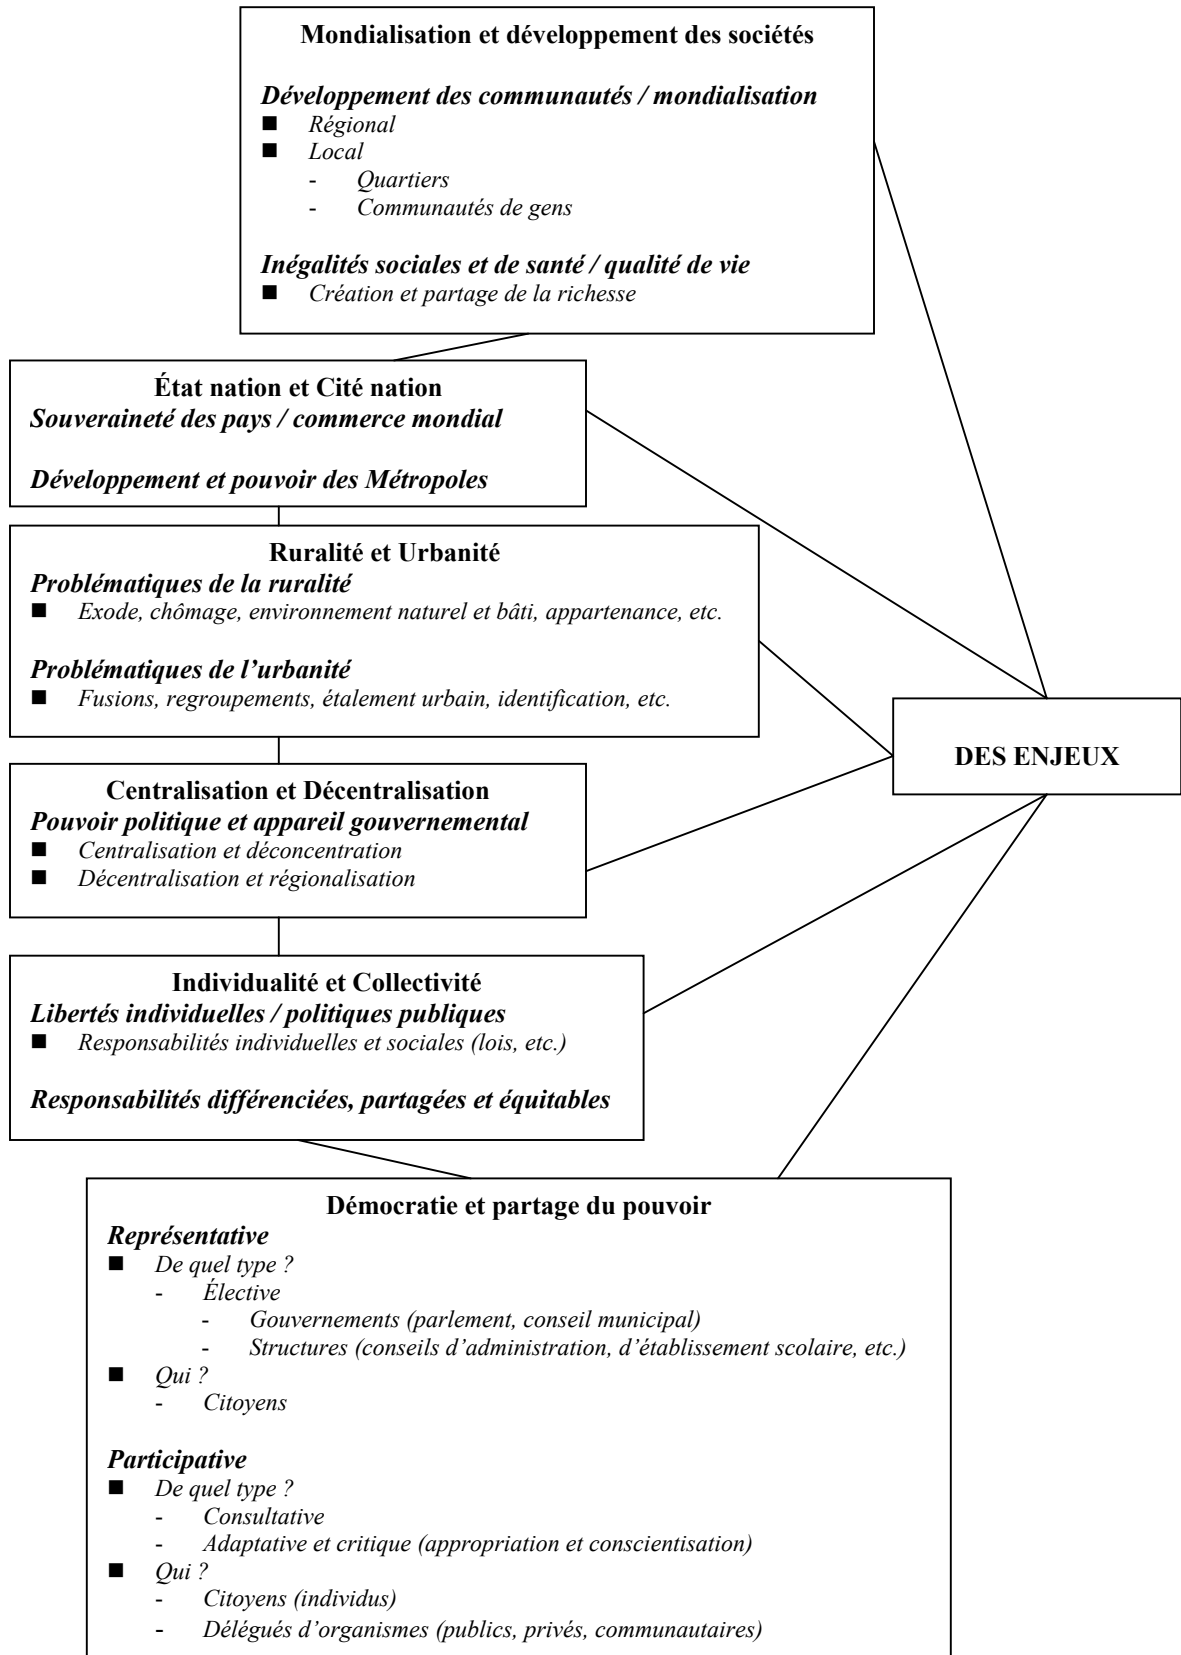 Mondialisation et développement des sociétés
Développement des communautés / mondialisation
■ Régional
■ Local
- Quartiers
- Communautés de gens
Inégalités sociales et de santé / qualité de vie
■ Création et partage de la richesse
État nation et Cité nation
Souveraineté des pays / commerce mondial
Développement et pouvoir des Métropoles
Ruralité et Urbanité
Problématiques de la ruralité
■ Exode, chômage, environnement naturel et bâti, appartenance, etc.
Problématiques de l’urbanité
■ Fusions, regroupements, étalement urbain, identification, etc.
DES ENJEUX
Centralisation et Décentralisation
Pouvoir politique et appareil gouvernemental
■ Centralisation et déconcentration
■ Décentralisation et régionalisation
Individualité et Collectivité
Libertés individuelles / politiques publiques
■ Responsabilités individuelles et sociales (lois, etc.)
Responsabilités différenciées, partagées et équitables
Démocratie et partage du pouvoir
Représentative
■ De quel type ?
- Élective
- Gouvernements (parlement, conseil municipal)
- Structures (conseils d’administration, d’établissement scolaire, etc.)
■ Qui ?
- Citoyens
Participative
■ De quel type ?
- Consultative
- Adaptative et critique (appropriation et conscientisation)
■ Qui ?
- Citoyens (individus)
- Délégués d’organismes (publics, privés, communautaires)